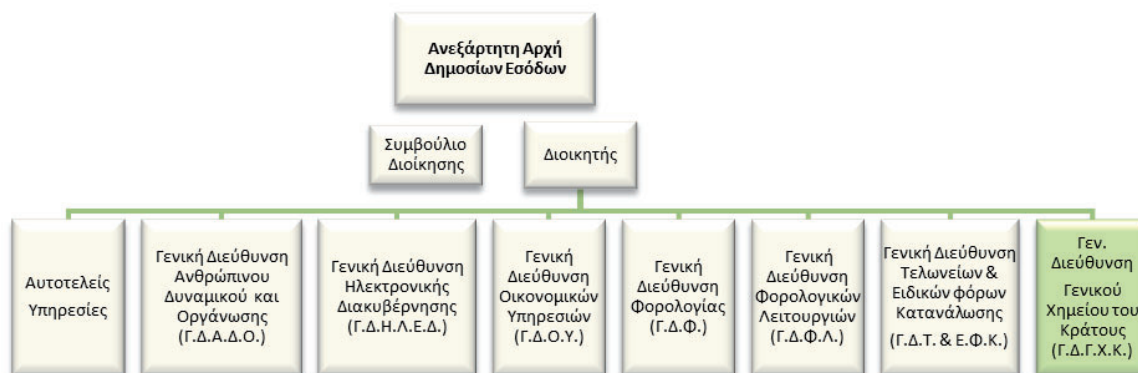 Ανεξάρτητη Αρχή
Δημοσίων Εσόδων
Συμβούλιο
Διοίκησης
Διοικητής
Αυτοτελείς
Υπηρεσίες
Γενική Διεύθυνση
Ανθρώπινου
Δυναμικού και
Οργάνωσης
(Γ.Δ.Α.Δ.Ο.)
Γενική Διεύθυνση
Ηλεκτρονικής
Διακυβέρνησης
(Γ.Δ.Η.Λ.Ε.Δ.)
Γενική
Διεύθυνση
Οικονομικών
Υπηρεσιών
(Γ.Δ.Ο.Υ.)
Γενική
Διεύθυνση
Φορολογίας
(Γ.Δ.Φ.)
Γενική
Διεύθυνση
Φορολογικών
Λειτουργιών
(Γ.Δ.Φ.Λ.)
Γενική Διεύθυνση
Τελωνείων &
Ειδικών φόρων
Κατανάλωσης
(Γ.Δ.Τ. & Ε.Φ.Κ.)
Γεν.
Διεύθυνση
Γενικού
Χημείου του
Κράτους
(Γ.Δ.Γ.Χ.Κ.)